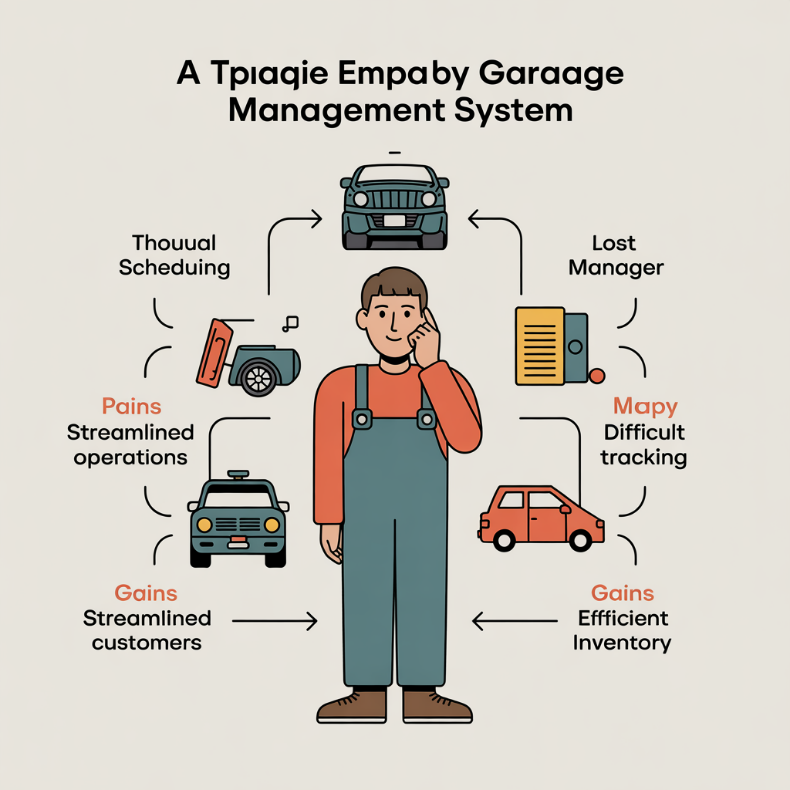 A Tpıaqie Empaby Garaage
Management System
Thouual
Scheduing
Lost
Manager
Pains
Streamlined
operations
Mapy
Difficult
tracking
Gains
Streamlined
customers
Gains
Effficient
Inventory